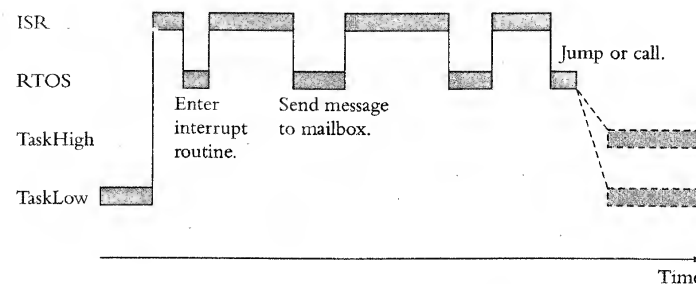 ISR
Jump or call.
RTOS
Enter
interrupt
routine.
Send message
to mailbox.
TaskHigh
TaskLow
Time